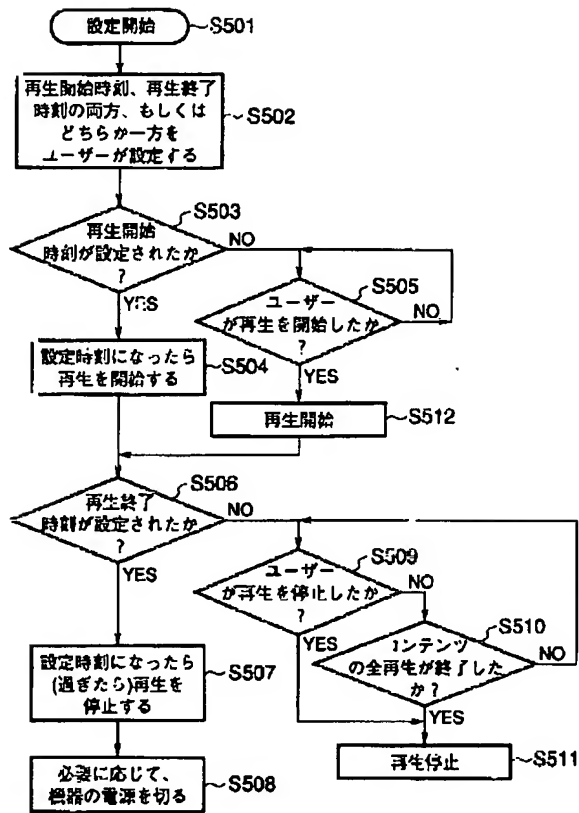 設定開始
S501
再生開始時刻、再生終了
時刻の両方、もしくは
どちらか一方を
ユーザーが設定する
S502
S503
再生開始
時刻が設定されたか
?
NO
YES
S505
ユーザー
が再生を開始したか
?
NO
YES
設定時刻になったら
再生を開始する
S504
再生開始
S512
S506
再生終了
時刻が設定されたか
?
NO
YES
S509
ユーザー
が再生を停止したか
?
NO
YES
S510
コンテンツ
の全再生が終了した
か?
NO
YES
設定時刻になったら
(過ぎたら)再生を
停止する
S507
再生停止
S511
必要に応じて、
機器の電源を切る
S508